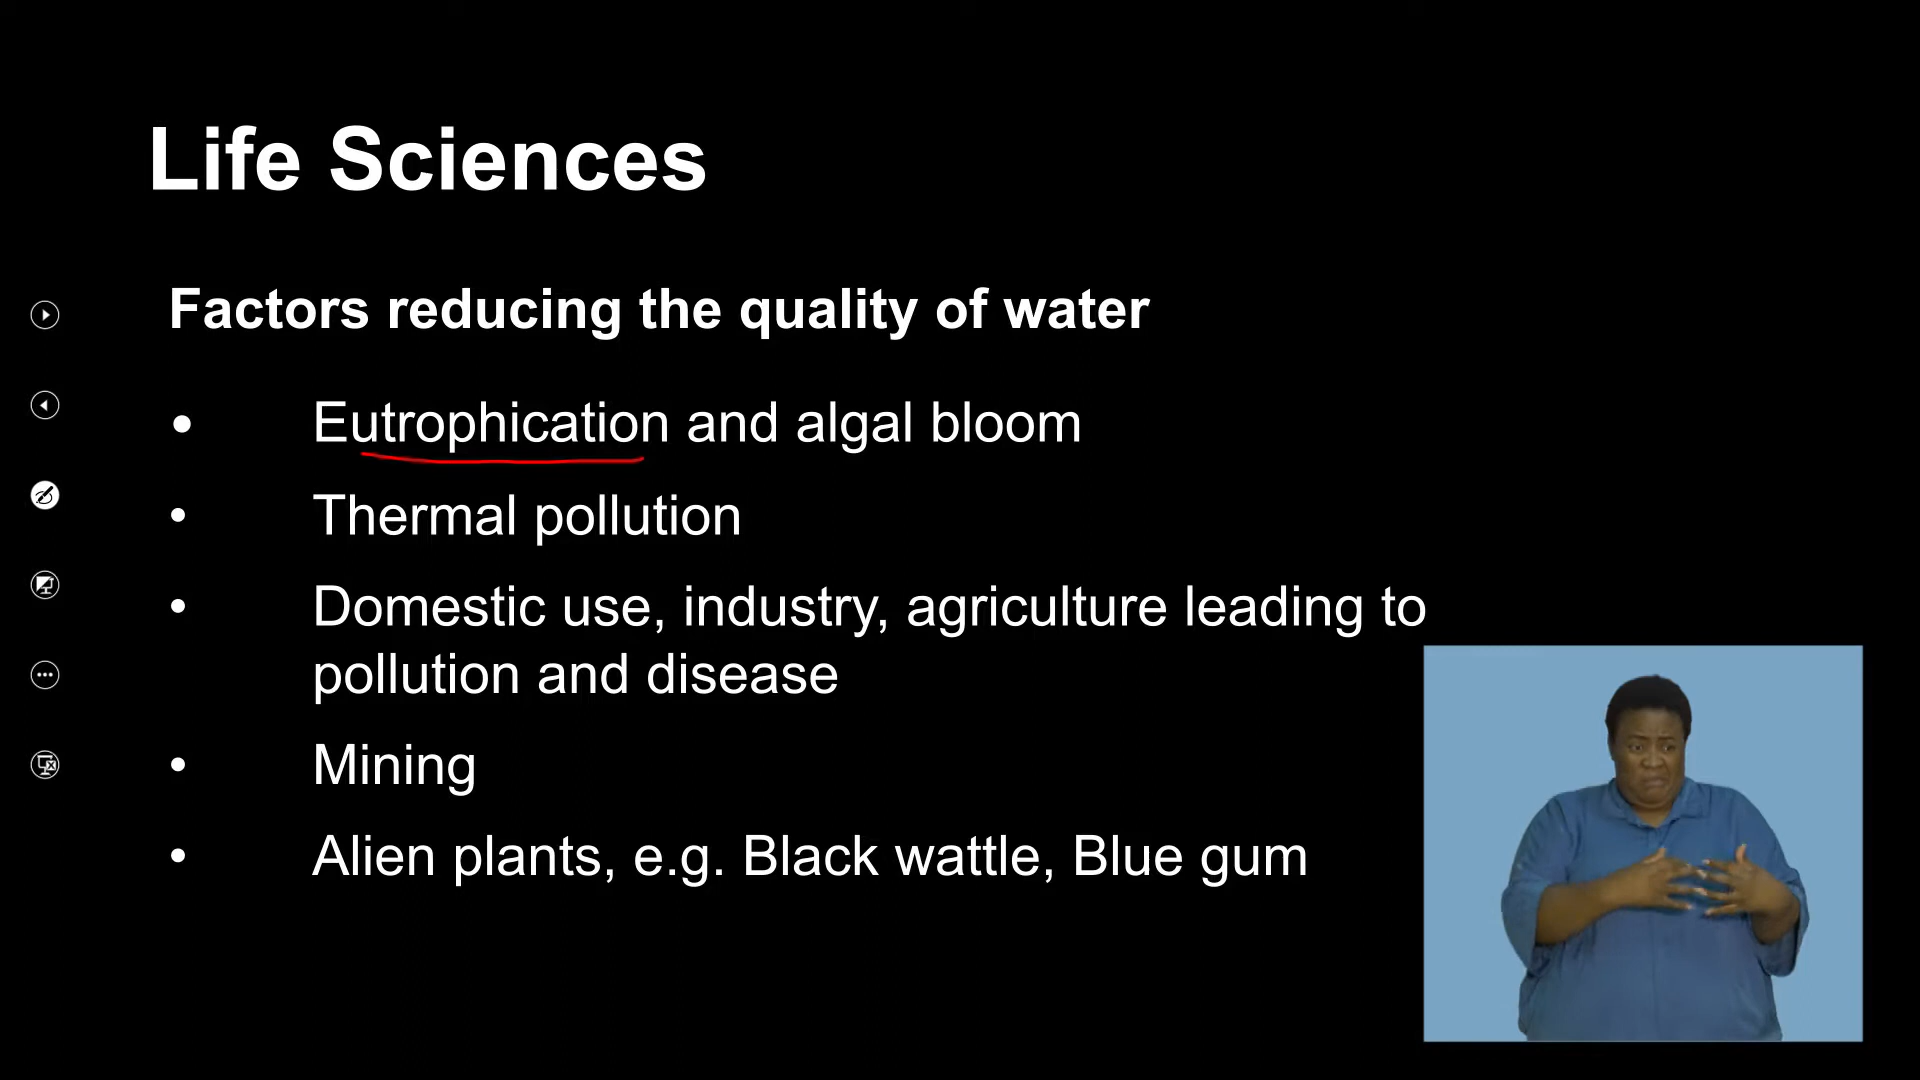 Life Sciences
Factors reducing the quality of water
• Eutrophication and algal bloom
• Thermal pollution
• Domestic use, industry, agriculture leading to
pollution and disease
• Mining
• Alien plants, e.g. Black wattle, Blue gum